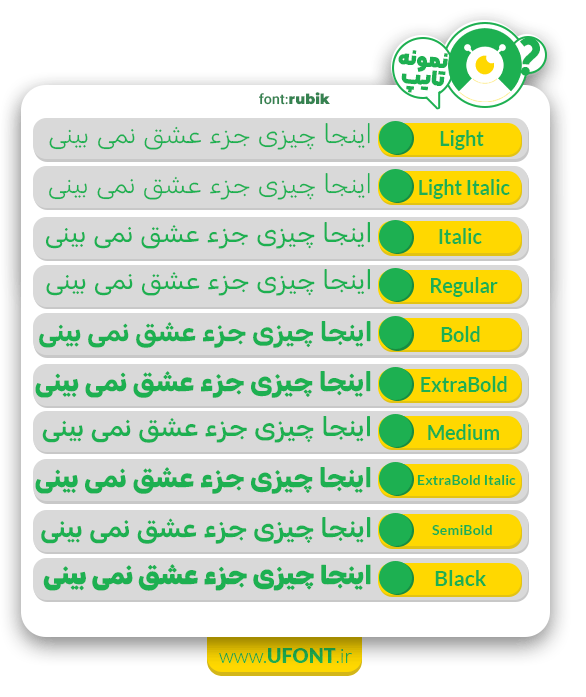 نمونه
تایپ
?
font:rubik
اینجا چیزی جزء عشق نمی بینی Light
اینجا چیزی جزء عشق نمی بینی Light Italic
اینجا چیزی جزء عشق نمی بینی Italic
اینجا چیزی جزء عشق نمی بینی Regular
اینجا چیزی جزء عشق نمی بینی Bold
اینجا چیزی جزء عشق نمی بینی ExtraBold
اینجا چیزی جزء عشق نمی بینی Medium
اینجا چیزی جزء عشق نمی بینی ExtraBold Italic
اینجا چیزی جزء عشق نمی بینی SemiBold
اینجا چیزی جزء عشق نمی بینی Black
www.UFONT.ir